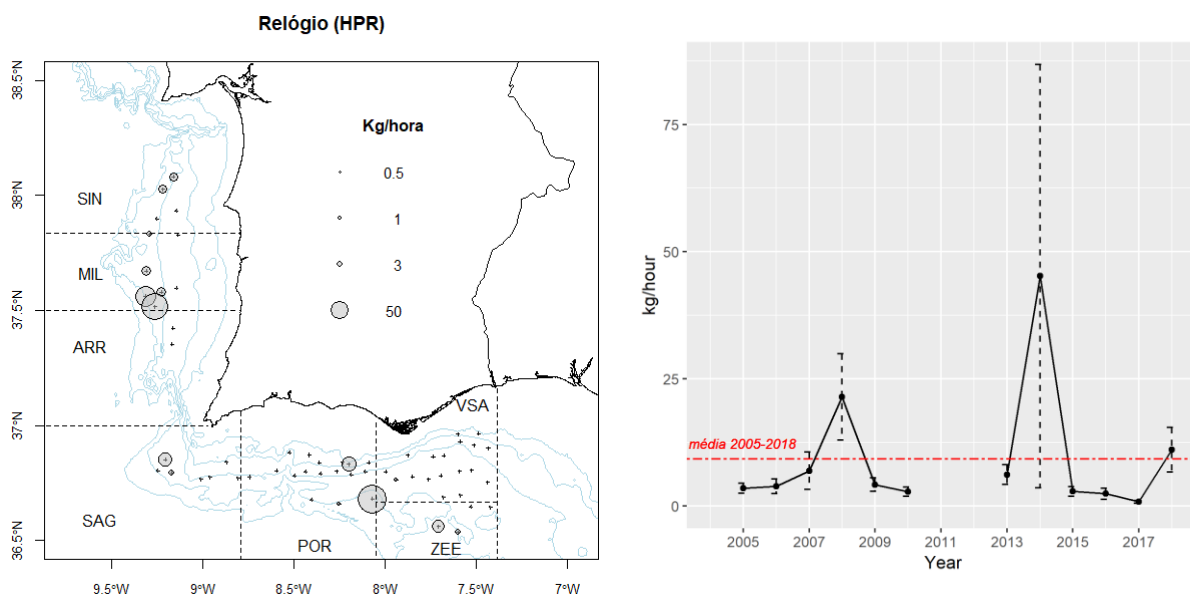 Relógio (HPR)
38.5°N
38°N
37.5°N
37°N
36.5°N
Kg/hora
0.5
1
3
50
SIN
MIL
ARR
VSA
SAG
POR
ZEE
9.5°W
9°W
8.5°W
8°W
7.5°W
7°W
kg/hour
75
50
25
0
média 2005-2018
2005
2007
2009
2011
2013
2015
2017
Year